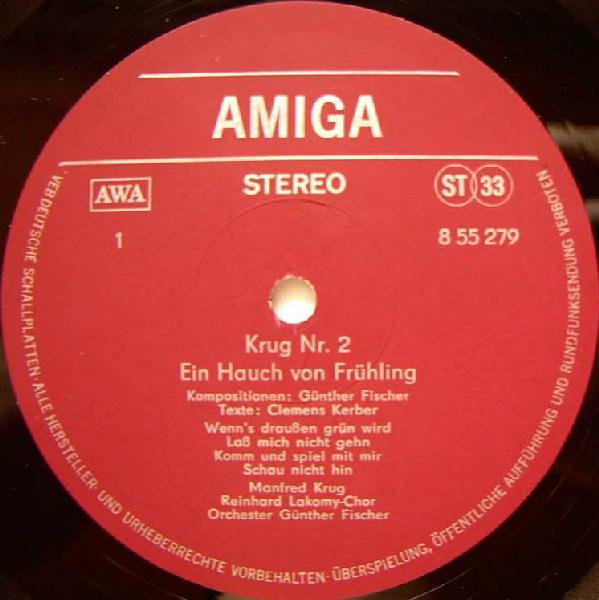 AMIGA
STEREO
AWA
ST 33
1
8 55 279
Krug Nr. 2
Ein Hauch von Frühling
Kompositionen: Günther Fischer
Texte: Clemens Kerber
Wenn's draußen grün wird
Laß mich nicht gehn
Komm und spiel mit mir
Schau nicht hin
Manfred Krug
Reinhard Lakomy-Chor
Orchester Günther Fischer
VEB DEUTSCHE SCHALLPLATTEN · ALLE HERSTELLER- UND URHEBERRECHTE VORBEHALTEN · ÜBERSPIELUNG, ÖFFENTLICHE AUFFÜHRUNG UND RUNDFUNKSENDUNG VERBOTEN